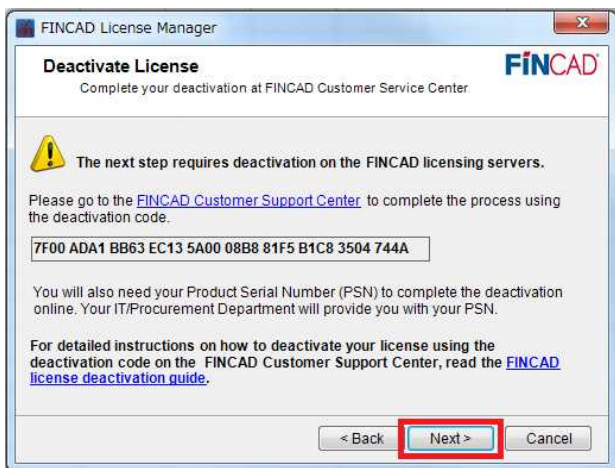 FINCAD License Manager
Deactivate License
FINCAD
Complete your deactivation at FINCAD Customer Service Center
The next step requires deactivation on the FINCAD licensing servers.
Please go to the FINCAD Customer Support Center to complete the process using
the deactivation code.
7F00 ADA1 BB63 EC13 5A00 08B8 81F5 B1C8 3504 744A
You will also need your Product Serial Number (PSN) to complete the deactivation
online. Your IT/Procurement Department will provide you with your PSN.
For detailed instructions on how to deactivate your license using the
deactivation code on the FINCAD Customer Support Center, read the FINCAD
license deactivation guide.
< Back Next > Cancel